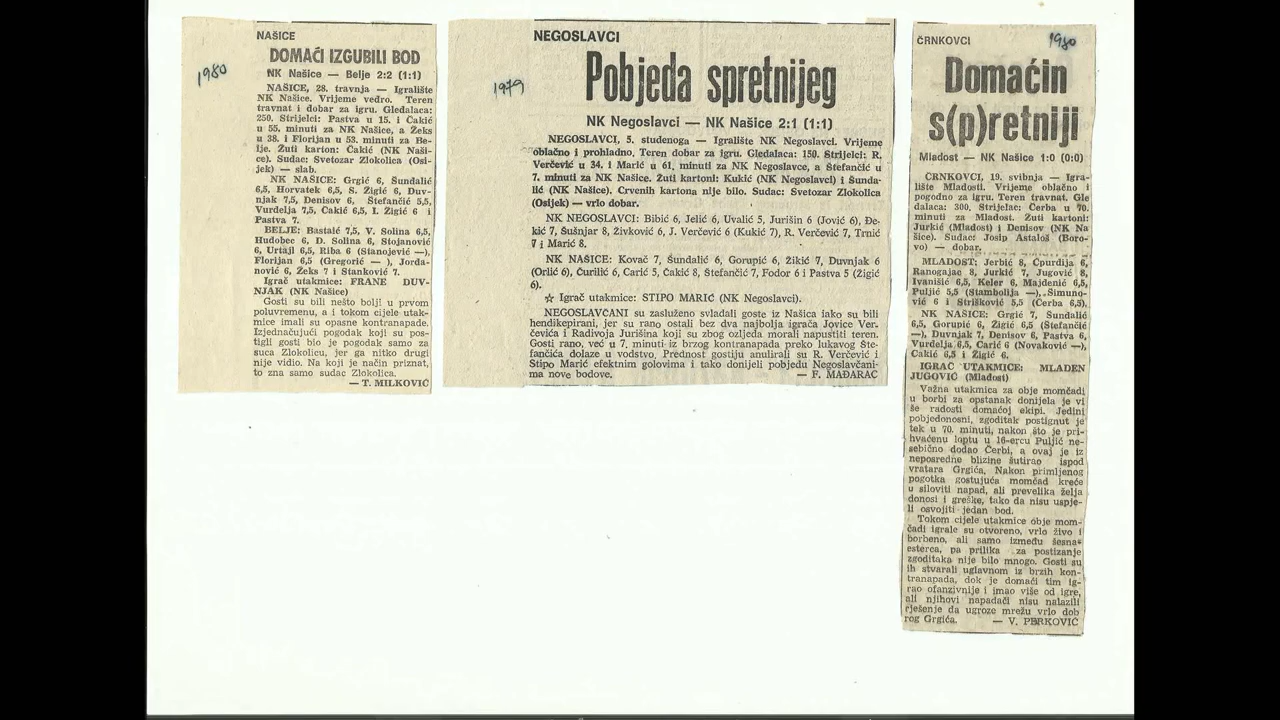 NAŠICE
1980
DOMAĆI IZGUBILI BOD
NK Našice — Belje 2:2 (1:1)
NAŠICE, 28. travnja — Igralište
NK Našice. Vrijeme vedro. Teren
travnat i dobar za igru. Gledalaca:
250. Strijelci: Pastva u 15. i Čakić
u 55. minuti za NK Našice, a Žeks
u 38. i Florijan u 53. minuti za Be-
lje. Žuti karton: Čakić (NK Naši-
ce). Sudac: Svetozar Zlokolica (Osi-
jek) — slab.
NK NAŠICE: Grgić 6, Šundalić
6,5, Horvatek 6,5, S. Žigić 6, Duv-
njak 7,5, Denisov 6, Štefančić 5,5,
Vurdelja 7,5, Čakić 6,5, I. Žigić 6 i
Pastva 7.
BELJE: Bastaić 7,5, V. Šolina 6,5,
Hudobec 6, D. Šolina 6, Stojanović
6, Urtajl 6,5, Riba 6 (Stanojević —),
Florijan 6,5 (Gregorić — ), Jorda-
nović 6, Žeks 7 i Stanković 7.
Igrač utakmice: FRANE DUV-
NJAK (NK Našice)
Gosti su bili nešto bolji u prvom
poluvremenu, a i tokom cijele utak-
mice imali su opasne kontranapade.
Izjednačujući pogodak koji su pos-
tigli gosti bio je pogodak samo za
suca Zlokolicu, jer ga nitko drugi
nije vidio. Na koji je način priznat,
to zna samo sudac Zlokolica.
— T. MILKOVIĆ
NEGOSLAVCI
1979
Pobjeda spretnijeg
NK Negoslavci — NK Našice 2:1 (1:1)
NEGOSLAVCI, 5. studenoga — Igralište NK Negoslavci. Vrijeme
oblačno i prohladno. Teren dobar za igru. Gledalaca: 150. Strijelci: R.
Verčević u 34. i Marić u 61. minuti za NK Negoslavce, a Štefančić u
7. minuti za NK Našice. Žuti kartoni: Kukić (NK Negoslavci) i Šunda-
lić (NK Našice). Crvenih kartona nije bilo. Sudac: Svetozar Zlokolica
(Osijek) — vrlo dobar.
NK NEGOSLAVCI: Bibić 6, Jelić 6, Uvalić 5, Jurišin 6 (Jović 6), Đe-
kić 7, Sušnjar 8, Živković 6, J. Verčević 6 (Kukić 7), R. Verčević 7, Trnić
7 i Marić 8.
NK NAŠICE: Kovač 7, Šundalić 6, Gorupić 6, Žikić 7, Duvnjak 6
(Orlić 6), Čurilić 6, Carić 5, Čakić 8, Štefančić 7, Fodor 6 i Pastva 5 (Žigić
6).
☆ Igrač utakmice: STIPO MARIĆ (NK Negoslavci).
NEGOSLAVČANI su zasluženo svladali goste iz Našica iako su bili
hendikepirani, jer su rano ostali bez dva najbolja igrača Jovice Ver-
čevića i Radivoja Jurišina koji su zbog ozljeda morali napustiti teren.
Gosti rano, već u 7. minuti iz brzog kontranapada preko lukavog Šte-
fančića dolaze u vodstvo. Prednost gostiju anulirali su R. Verčević i
Stipo Marić efektnim golovima i tako donijeli pobjedu Negoslavčani-
ma nove bodove. — F. MAĐARAC
ČRNKOVCI
1980
Domaćin
s(p)retniji
Mladost — NK Našice 1:0 (0:0)
ČRNKOVCI, 19. svibnja — Igra-
lište Mladosti. Vrijeme oblačno i
pogodno za igru. Teren travnat. Gle
dalaca: 300. Strijelac: Čerba u 70.
minuti za Mladost. Žuti kartoni:
Jurkić (Mladost) i Denisov (NK Na
šice). Sudac: Josip Astaloš (Boro-
vo) — dobar.
MLADOST: Jerbić 8, Čpurdija 6,
Ranogajac 8, Jurkić 7, Jugović 8,
Ivanišić 6,5, Keler 6, Majdenić 6,5,
Puljić 5,5 (Stambolija —), Šimuno-
vić 6 i Strišković 5,5 (Čerba 6,5).
NK NAŠICE: Grgić 7, Šundalić
6,5, Gorupić 6, Žigić 6,5 (Štefančić
—), Duvnjak 7, Denisov 6, Pastva 6,
Vurdelja 6,5, Carić 6 (Novaković —),
Čakić 6,5 i Žigić 6.
IGRAČ UTAKMICE: MLADEN
JUGOVIĆ (Mladost)
Važna utakmica za obje momčadi
u borbi za opstanak donijela je vi
še radosti domaćoj ekipi. Jedini
pobjedonosni, zgoditak postignut je
tek u 70. minuti, nakon što je pri-
hvaćenu loptu u 16-ercu Puljić ne-
sebično dodao Čerbi, a ovaj je iz
neposredne blizine šutirao ispod
vratara Grgića. Nakon primljenog
pogotka gostujuća momčad kreće
u siloviti napad, ali prevelika želja
donosi i greške, tako da nisu uspje-
li osvojiti jedan bod.
Tokom cijele utakmice obje mom-
čadi igrale su otvoreno, vrlo živo i
borbeno, ali samo između šesna-
esterca, pa prilika za postizanje
zgoditaka nije bilo mnogo. Gosti su
ih stvarali uglavnom iz brzih kon-
tranapada, dok je domaći tim ig-
rao ofanzivnije i imao više od igre,
ali njihovi napadači nisu nalazili
rješenje da ugroze mrežu vrlo dob
rog Grgića. — V. PERKOVIĆ